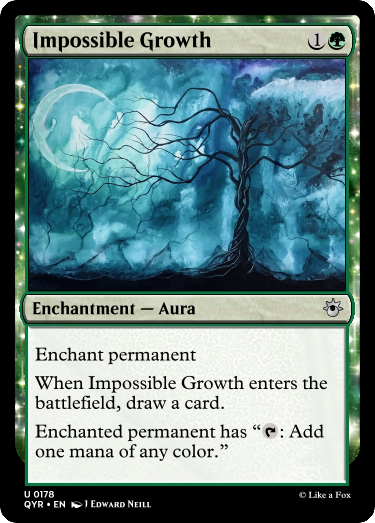 Impossible Growth 1
Enchantment — Aura
Enchant permanent
When Impossible Growth enters the
battlefield, draw a card.
Enchanted permanent has “: Add
one mana of any color.”
U 0178
QYR • EN J Edward Neill
© Like a Fox